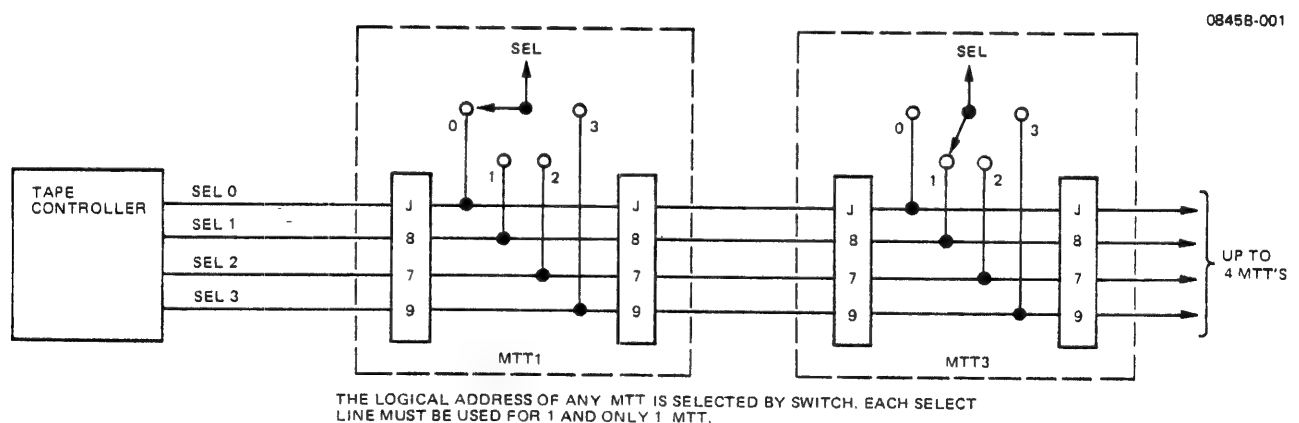 0845B-001
SEL
SEL
0
3
0
3
1
2
1
2
TAPE
CONTROLLER
SEL 0
J
J
J
J
SEL 1
8
8
8
8
SEL 2
7
7
7
7
UP TO
4 MTT'S
SEL 3
9
9
9
9
MTT1
MTT3
THE LOGICAL ADDRESS OF ANY MTT IS SELECTED BY SWITCH. EACH SELECT
LINE MUST BE USED FOR 1 AND ONLY 1 MTT.